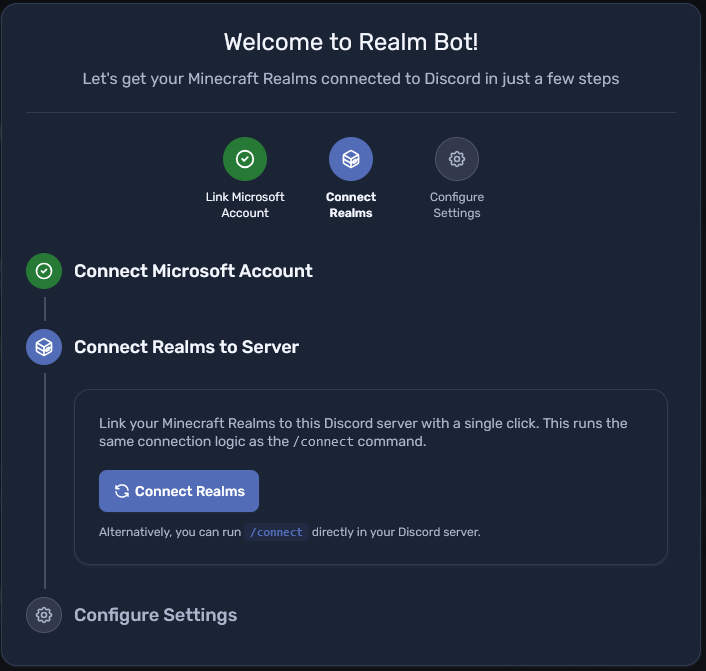 Welcome to Realm Bot!
Let's get your Minecraft Realms connected to Discord in just a few steps
Link Microsoft
Account
Connect
Realms
Configure
Settings
Connect Microsoft Account
Connect Realms to Server
Link your Minecraft Realms to this Discord server with a single click. This runs the
same connection logic as the /connect command.
Connect Realms
Alternatively, you can run /connect directly in your Discord server.
Configure Settings